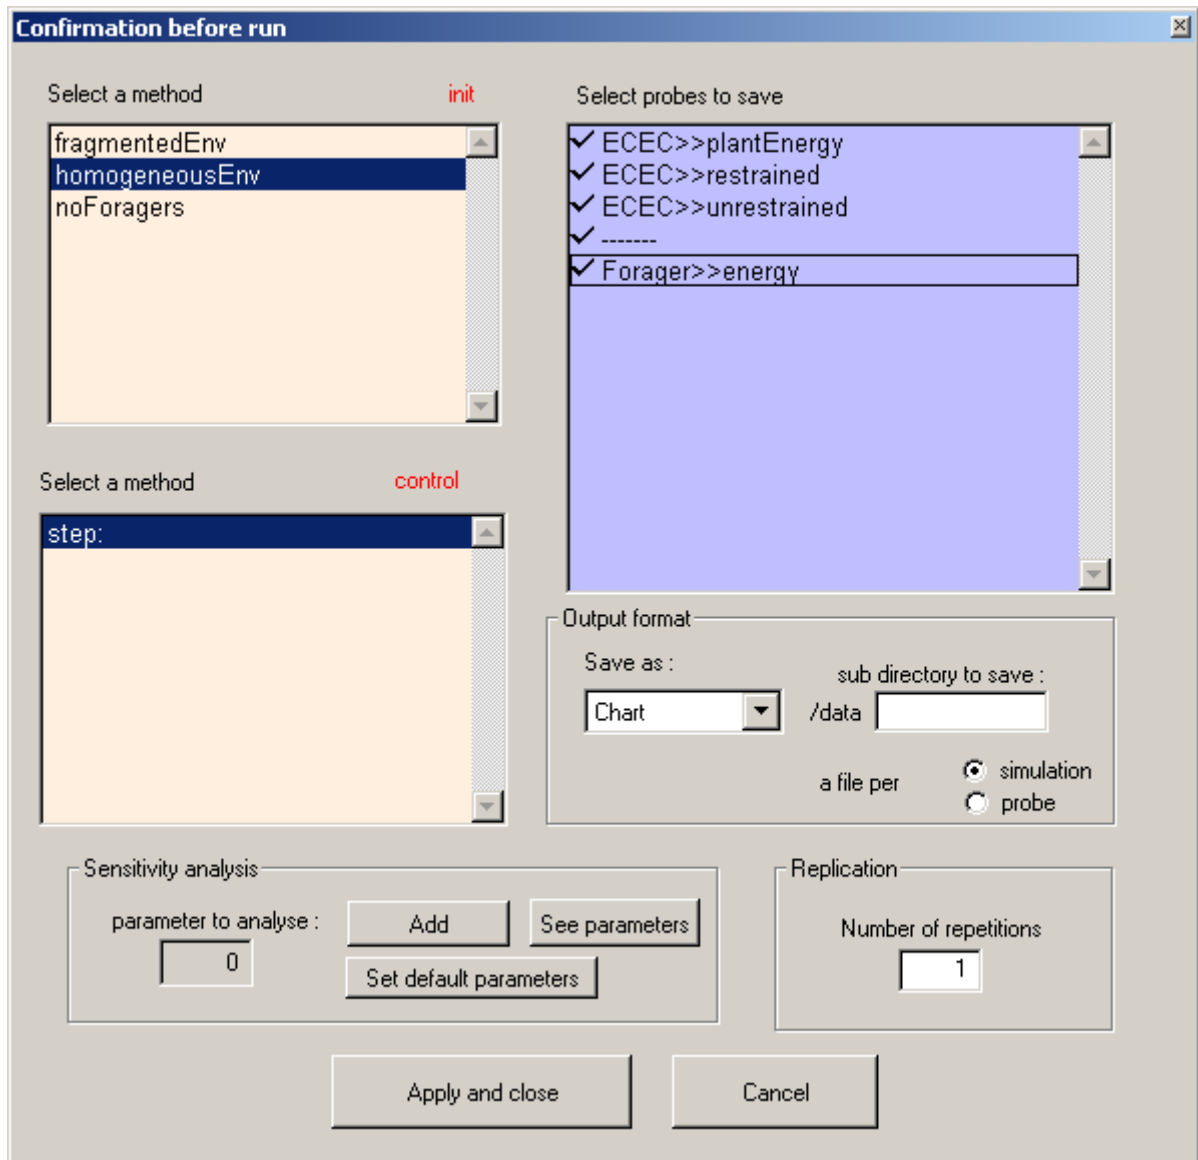 Confirmation before run
Select a method init
fragmentedEnv
homogeneousEnv
noForagers
Select probes to save
ECEC>>plantEnergy
ECEC>>restrained
ECEC>>unrestrained
-------
Forager>>energy
Select a method control
step:
Output format
Save as :
Chart
sub directory to save :
/data
a file per
simulation
probe
Sensitivity analysis
parameter to analyse :
0
Add
See parameters
Set default parameters
Replication
Number of repetitions
1
Apply and close
Cancel